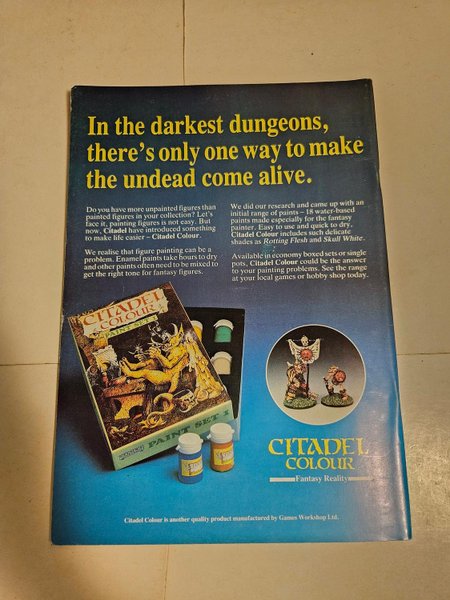 In the darkest dungeons,
there's only one way to make
the undead come alive.
Do you have more unpainted figures than
painted figures in your collection? Let's
face it, painting figures is not easy. But
now, Citadel have introduced something
to make life easier – Citadel Colour.
We realise that figure painting can be a
problem. Enamel paints take hours to dry
and other paints often need to be mixed to
get the right tone for fantasy figures.
We did our research and came up with an
initial range of paints – 18 water-based
paints made especially for the fantasy
painter. Easy to use and quick to dry,
Citadel Colour includes such delicate
shades as Rotting Flesh and Skull White.
Available in economy boxed sets or single
pots, Citadel Colour could be the answer
to your painting problems. See the range
at your local games or hobby shop today.
CITADEL
COLOUR
PAINT SET 1
PAINT SET 1
CITADEL
COLOUR
Fantasy Reality
Citadel Colour is another quality product manufactured by Games Workshop Ltd.